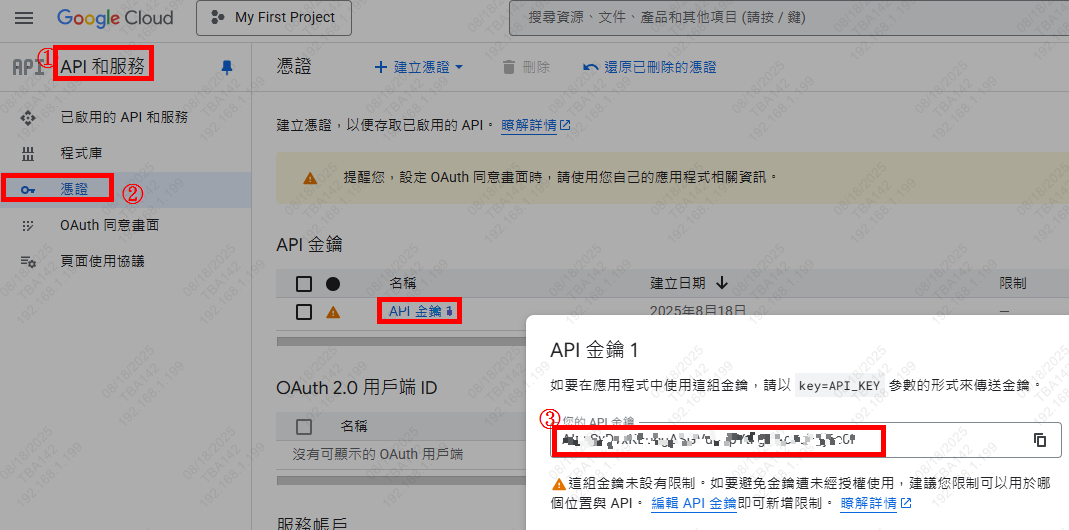 Google Cloud
My First Project
搜尋資源、文件、產品和其他項目 (請按 / 鍵)
① API API 和服務
憑證
建立憑證
刪除
還原已刪除的憑證
已啟用的 API 和服務
程式庫
憑證 ②
OAuth 同意畫面
頁面使用協議
建立憑證，以便存取已啟用的 API。 瞭解詳情
提醒您，設定 OAuth 同意畫面時，請使用您自己的應用程式相關資訊。
API 金鑰
名稱 建立日期 限制
API 金鑰 1 2025年8月18日 —
OAuth 2.0 用戶端 ID
名稱
沒有可顯示的 OAuth 用戶端
服務帳戶
API 金鑰 1
如要在應用程式中使用這組金鑰，請以 key=API_KEY 參數的形式來傳送金鑰。
③ 您的 API 金鑰
這組金鑰未設有限制。如要避免金鑰遭未經授權使用，建議您限制可以用於哪
個位置與 API。 編輯 API 金鑰即可新增限制。 瞭解詳情
08/18/2025
TBA142
192.168.1.199